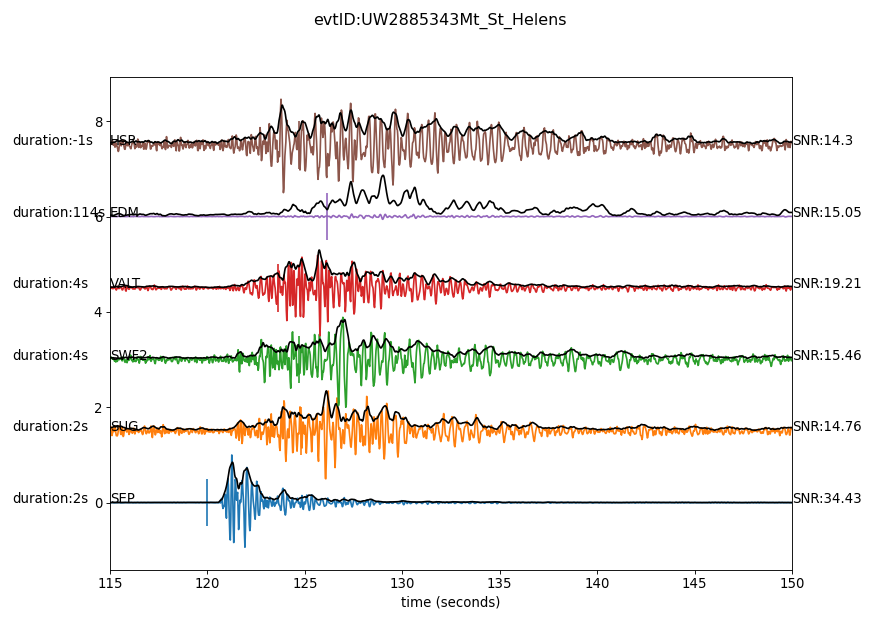 evtID:UW2885343Mt_St_Helens
8
duration:-1s HSR SNR:14.3
duration:114s EDM SNR:15.05
6
duration:4s VALT SNR:19.21
4
duration:4s SWF2 SNR:15.46
2
duration:2s SUG SNR:14.76
duration:2s SEP SNR:34.43
0
115 120 125 130 135 140 145 150
time (seconds)